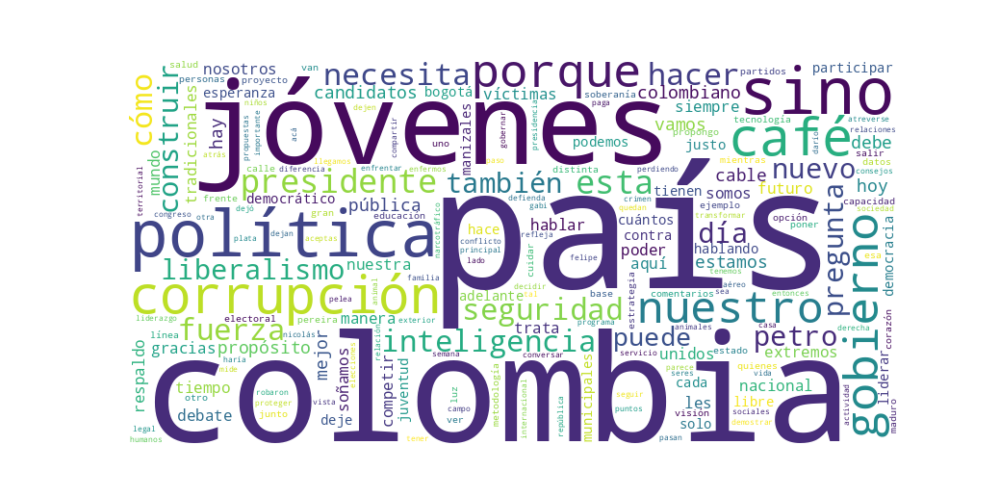 jóvenes
país
colombia
sino
porque
política
corrupción
café
gobierno
nuestro
necesita
hacer
presidente
también
esta
nuevo
cómo
construir
nosotros
esperanza
candidatos
bogotá
víctimas
colombiano
siempre
participar
vamos
justo
podemos
debe
hay
mundo
tradicionales
manizales
cable
somos
futuro
hoy
tienen
democrático
pública
liberalismo
nuestra
seguridad
fuerza
inteligencia
adelante
manera
hablar
cuántos
contra
poder
aquí
día
hablando
estamos
pregunta
democracia
petro
puede
unidos
extremos
trata
gracias
propósito
mejor
tiempo
respaldo
debate
junto
deje
soñamos
competir
juventud
municipales
cada
les
solo
visión
libre
nacional
liderar
salud
personas
van
proyecto
partidos
soberanía
paga
tecnología
atreverse
relaciones
propongo
darío
salir
datos
consejos
capacidad
sociedad
esa
mientras
perdiendo
distinta
presidencia
gobernar
uno
compartir
acá
dejen
niños
importante
propuestas
atrás
calle
diferencia
llegamos
enfrentar
enfermos
paso
territorial
frente
congreso
otra
dejó
gran
educación
plata
dejan
aceptas
narcotráfico
hace
conflicto
principal
lado
refleja
defienda
gabi
crimen
quedan
felipe
cuidar
decidir
total
ejemplo
transformar
opción
poner
tenemos
aéreo
sea
entonces
comentarios
estrategia
base
programa
animales
casa
derecha
corazón
familia
animal
pelea
pereira
electoral
liderazgo
línea
nicolás
relación
exterior
elecciones
semana
conversar
servicio
estado
parece
quiénes
vida
seres
haría
mide
otro
robaron
proteger
vista
luz
campo
ver
metodología
internacional
república
puntos
seguir
sociales
demostrar
actividad
maduro
legal
humanos
tener
pasan